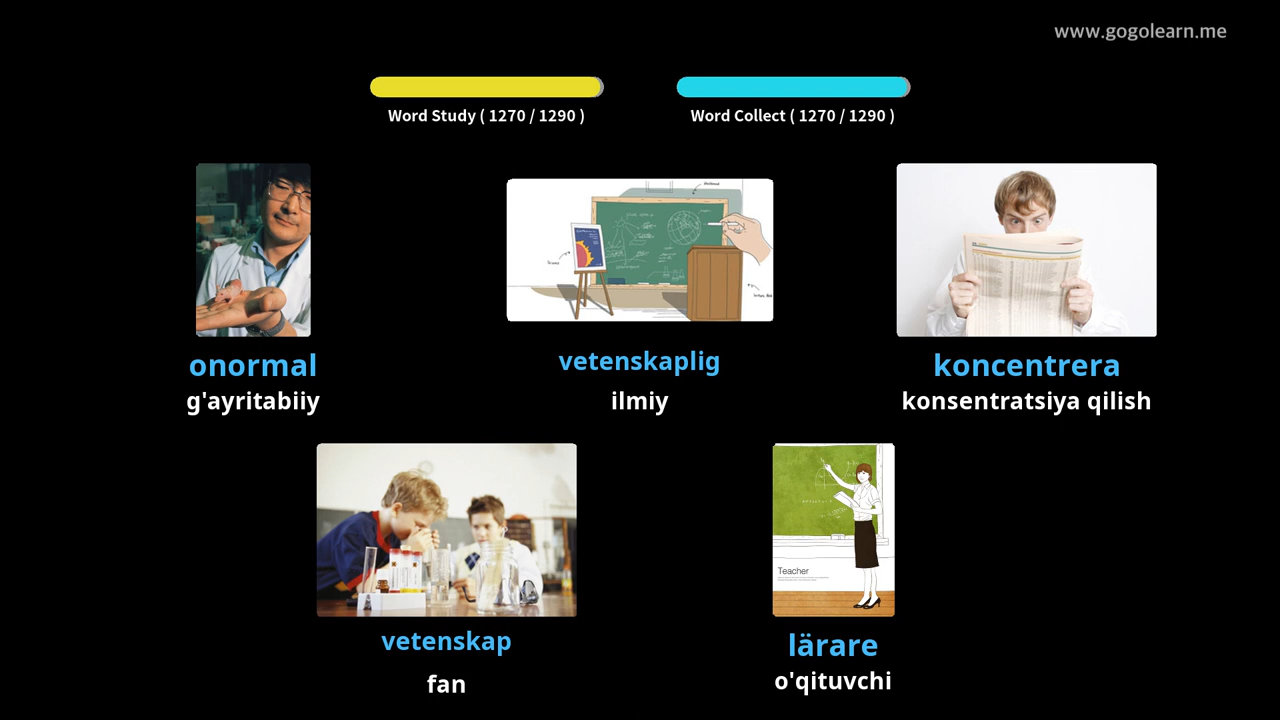 www.gogolearn.me
Word Study ( 1270 / 1290 )
Word Collect ( 1270 / 1290 )
onormal
g'ayritabiiy
vetenskaplig
ilmiy
koncentrera
konsentratsiya qilish
Teacher
vetenskap
fan
lärare
o'qituvchi